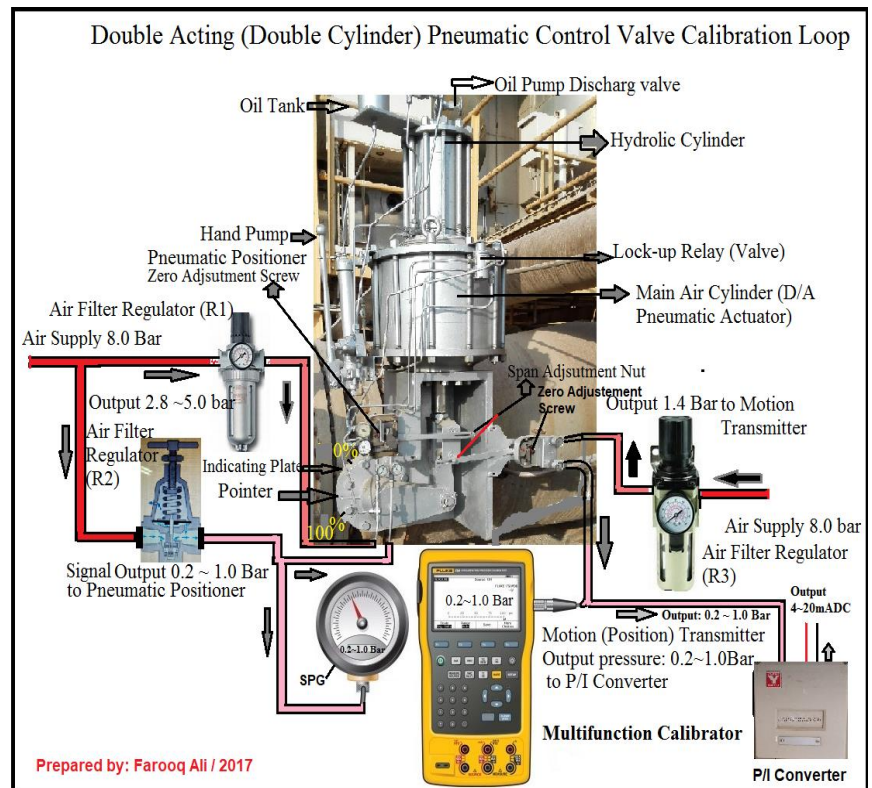 Double Acting (Double Cylinder) Pneumatic Control Valve Calibration Loop
Oil Pump Discharg valve
Oil Tank
Hydrolic Cylinder
Hand Pump
Pneumatic Positioner
Zero Adjsutment Screw
Lock-up Relay (Valve)
Main Air Cylinder (D/A
Pneumatic Actuator)
Air Filter Regulator (R1)
Air Supply 8.0 Bar
Span Adjsutment Nut
Zero Adjustement
Screw
Output 1.4 Bar to Motion
Transmitter
Output 2.8 ~5.0 bar
Air Filter
Regulator
(R2)
0%
Indicating Plate
Pointer
100%
Air Supply 8.0 bar
Air Filter Regulator
(R3)
Signal Output 0.2 ~ 1.0 Bar
to Pneumatic Positioner
0.2~1.0 Bar
Output
4~20mADC
Output: 0.2 ~ 1.0 Bar
Motion (Position) Transmitter
Output pressure: 0.2~1.0Bar
to P/I Converter
0.2~1.0 Bar
SPG
Multifunction Calibrator
Prepared by: Farooq Ali / 2017
P/I Converter